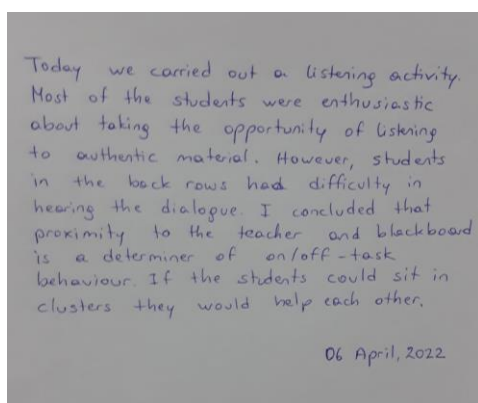 Today we carried out a listening activity.
Most of the students were enthusiastic
about taking the opportunity of listening
to authentic material. However, students
in the back rows had difficulty in
hearing the dialogue. I concluded that
proximity to the teacher and blackboard
is a determiner of on/off-task
behaviour. If the students could sit in
clusters they would help each other.
06 April, 2022